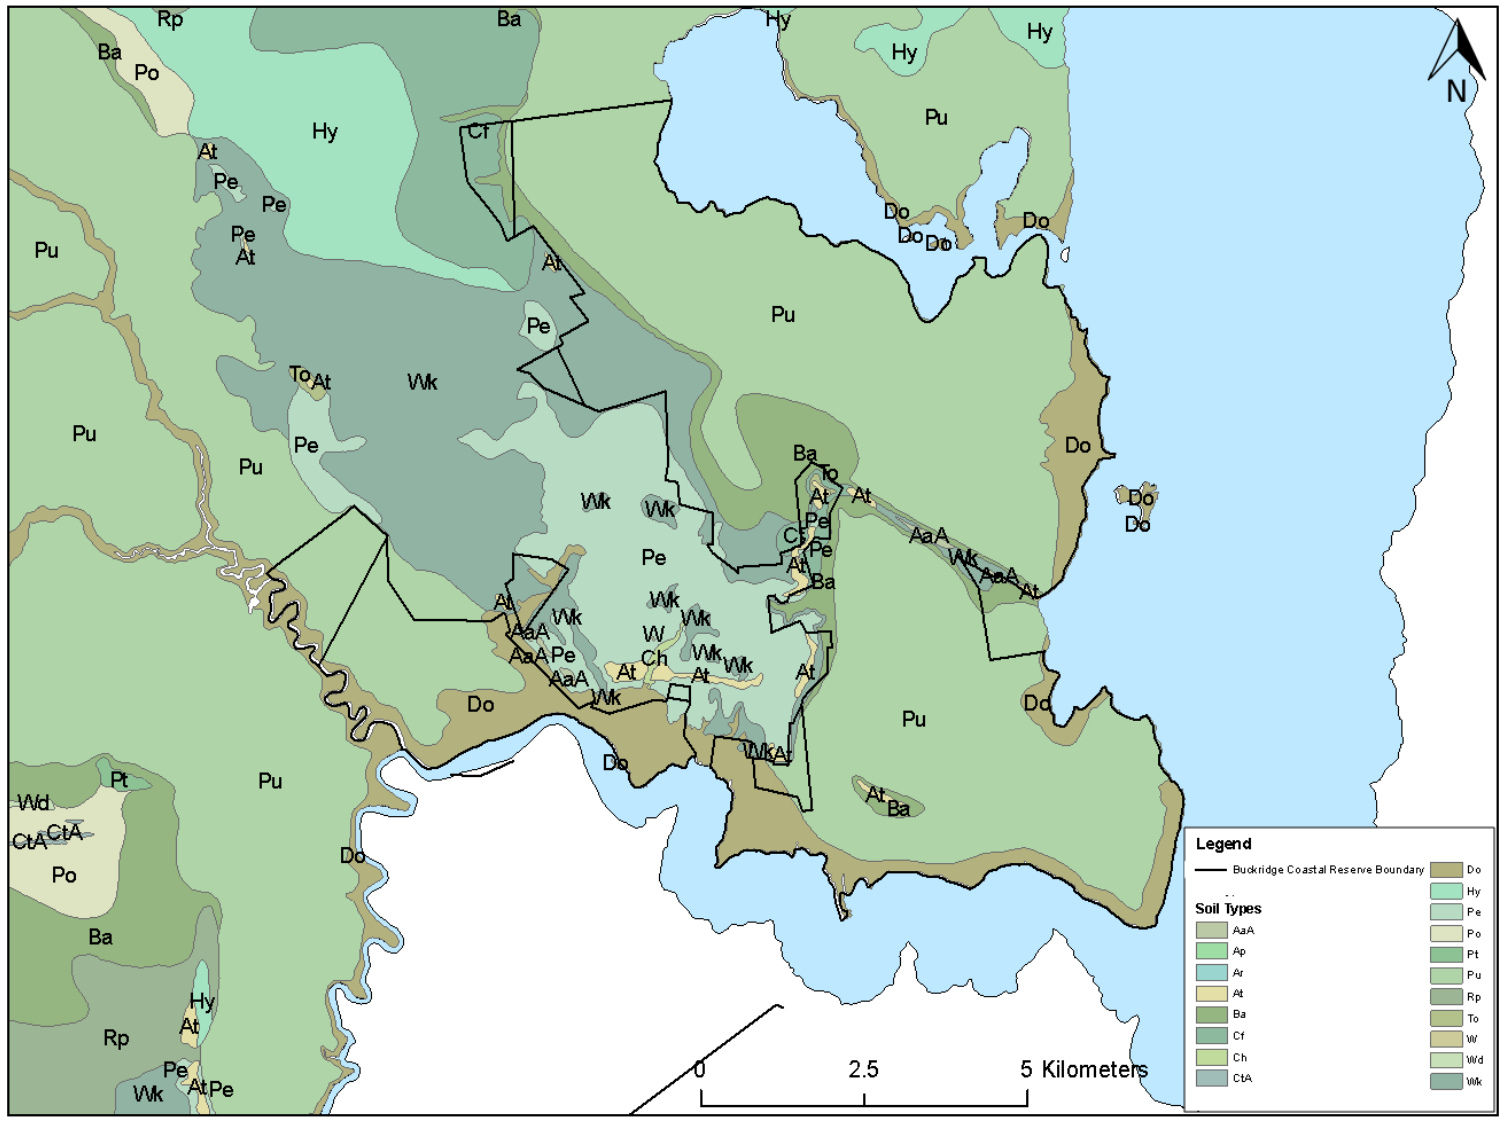 Rp
Ba
Hy
Hy
Hy
Ba
Po
Hy
Pu
Cf
At
Pe
Pe
Pe
At
Pu
At
Do
Do
Do
Do
Pe
Pu
To
At
Wk
Pu
Pe
Pu
Ba
To
At
At
Do
Wk
Wk
Pe
Cf
Pe
At
Ba
Pe
AaA
Wk
AaA
At
Do
Do
At
AaA
AaA
Pe
AaA
Wk
Wk
Wk
Wk
W
Ch
Wk
Wk
At
At
At
Wk
Do
Do
Wk
At
Pu
Do
At
Ba
Pt
Pu
Wd
CtA
CtA
Po
Do
Ba
Hy
At
Rp
Pe
At
Pe
Wk
N
0
2.5
5 Kilometers
Legend
Buckridge Coastal Reserve Boundary
Soil Types
AaA
Ap
Ar
At
Ba
Cf
Ch
CtA
Do
Hy
Pe
Po
Pt
Pu
Rp
To
W
Wd
Wk